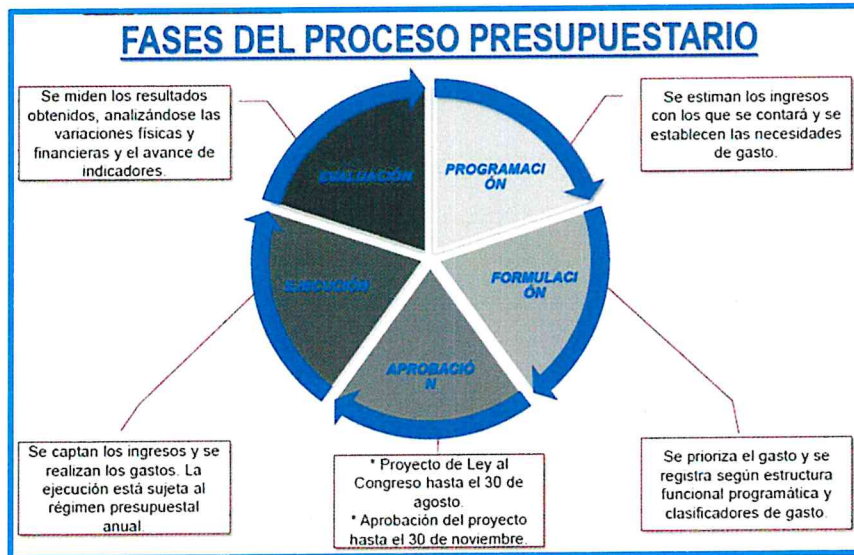 FASES DEL PROCESO PRESUPUESTARIO
Se miden los resultados
obtenidos, analizándose las
variaciones físicas y
financieras y el avance de
indicadores.
Se estiman los ingresos
con los que se contará y se
establecen las necesidades
de gasto.
EVALUACIÓN
PROGRAMACI
ÓN
EJECUCIÓN
FORMULACI
ÓN
APROBACIÓ
N
Se captan los ingresos y se
realizan los gastos. La
ejecución está sujeta al
régimen presupuestal
anual.
* Proyecto de Ley al
Congreso hasta el 30 de
agosto.
* Aprobación del proyecto
hasta el 30 de noviembre.
Se prioriza el gasto y se
registra según estructura
funcional programática y
clasificadores de gasto.